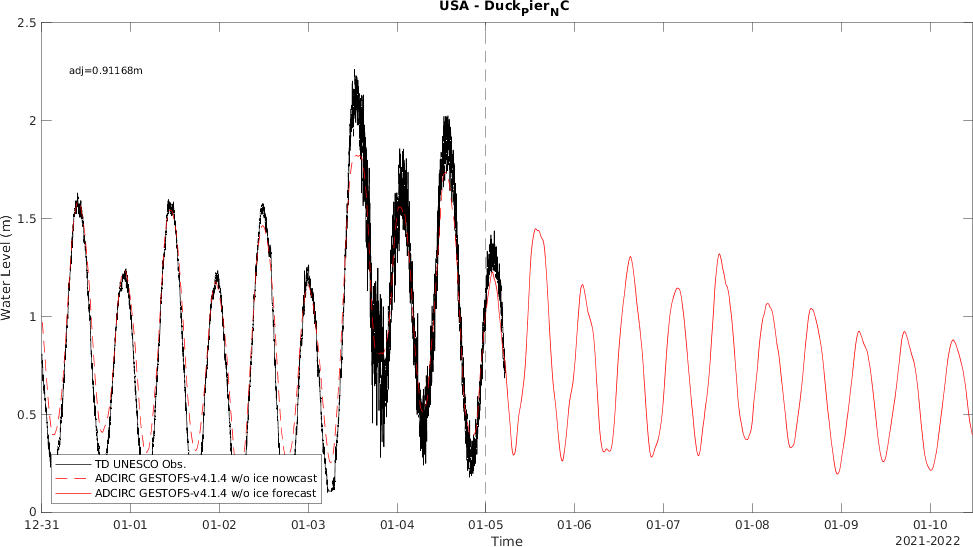 USA - DuckPierNC
2.5
adj=0.91168m
2
1.5
Water Level (m)
1
0.5
TD UNESCO Obs.
ADCIRC GESTOFS-v4.1.4 w/o ice nowcast
ADCIRC GESTOFS-v4.1.4 w/o ice forecast
0
12-31 01-01 01-02 01-03 01-04 01-05 01-06 01-07 01-08 01-09 01-10
Time
2021-2022